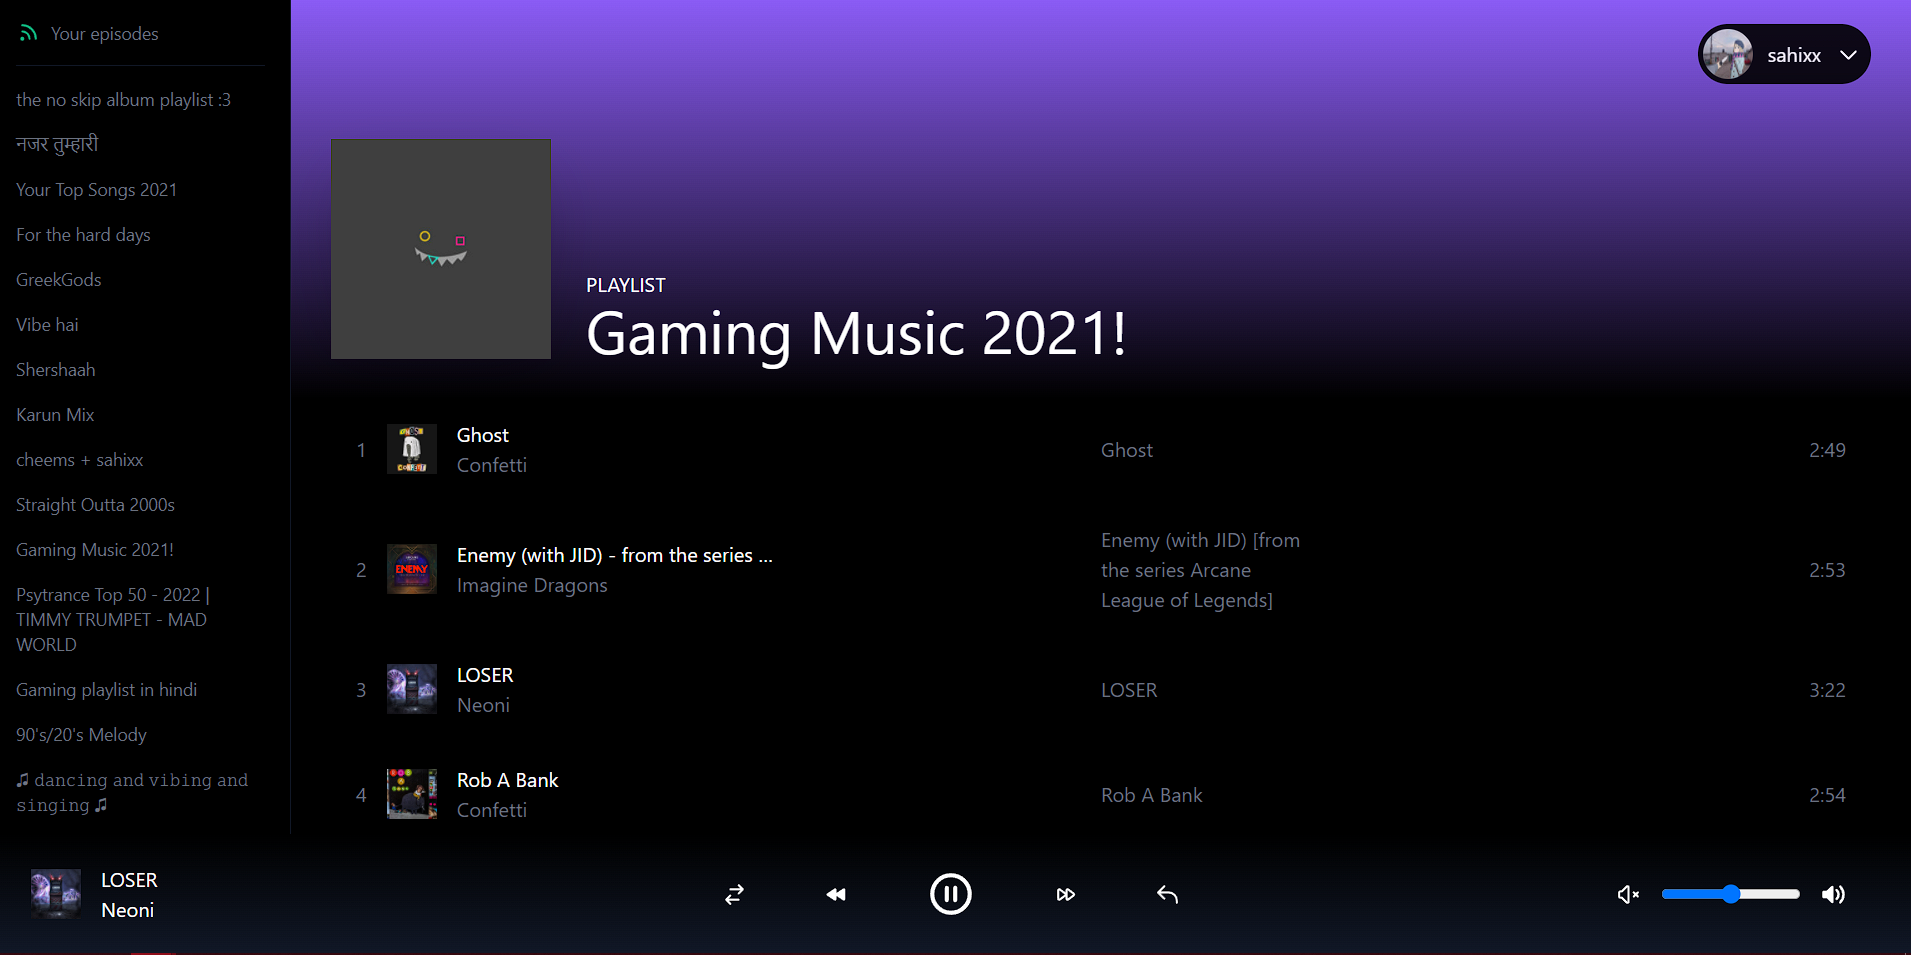 Your episodes
the no skip album playlist :3
नजर तुम्हारी
Your Top Songs 2021
For the hard days
GreekGods
Vibe hai
Shershaah
Karun Mix
cheems + sahixx
Straight Outta 2000s
Gaming Music 2021!
Psytrance Top 50 - 2022 |
TIMMY TRUMPET - MAD
WORLD
Gaming playlist in hindi
90's/20's Melody
♫ dancing and vibing and
singing ♫
sahixx
PLAYLIST
Gaming Music 2021!
1
Ghost
Confetti
Ghost
2:49
2
ENEMY
Enemy (with JID) - from the series ...
Imagine Dragons
Enemy (with JID) [from
the series Arcane
League of Legends]
2:53
3
LOSER
Neoni
LOSER
3:22
4
Rob A Bank
Confetti
Rob A Bank
2:54
LOSER
Neoni